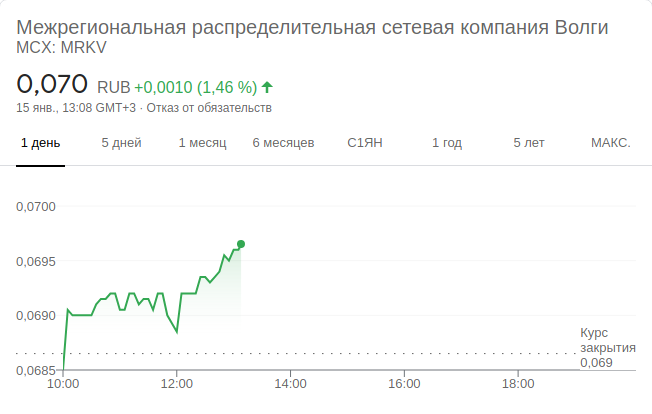 Межрегиональная распределительная сетевая компания Волги
MCX: MRKV
0,070 RUB +0,0010 (1,46 %)
15 янв., 13:08 GMT+3 · Отказ от обязательств
1 день 5 дней 1 месяц 6 месяцев С1ЯН 1 год 5 лет МАКС.
0,0700
0,0695
0,0690
Курс
закрытия
0,069
0,0685
10:00 12:00 14:00 16:00 18:00